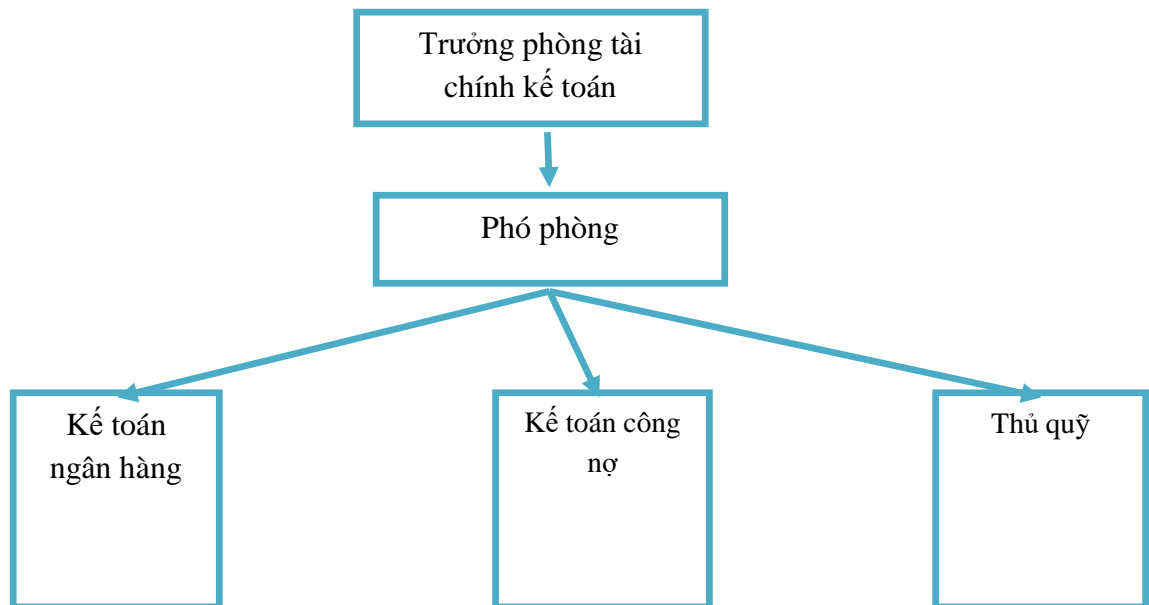 Trưởng phòng tài
chính kế toán
Phó phòng
Kế toán
ngân hàng
Kế toán công
nợ
Thủ quỹ